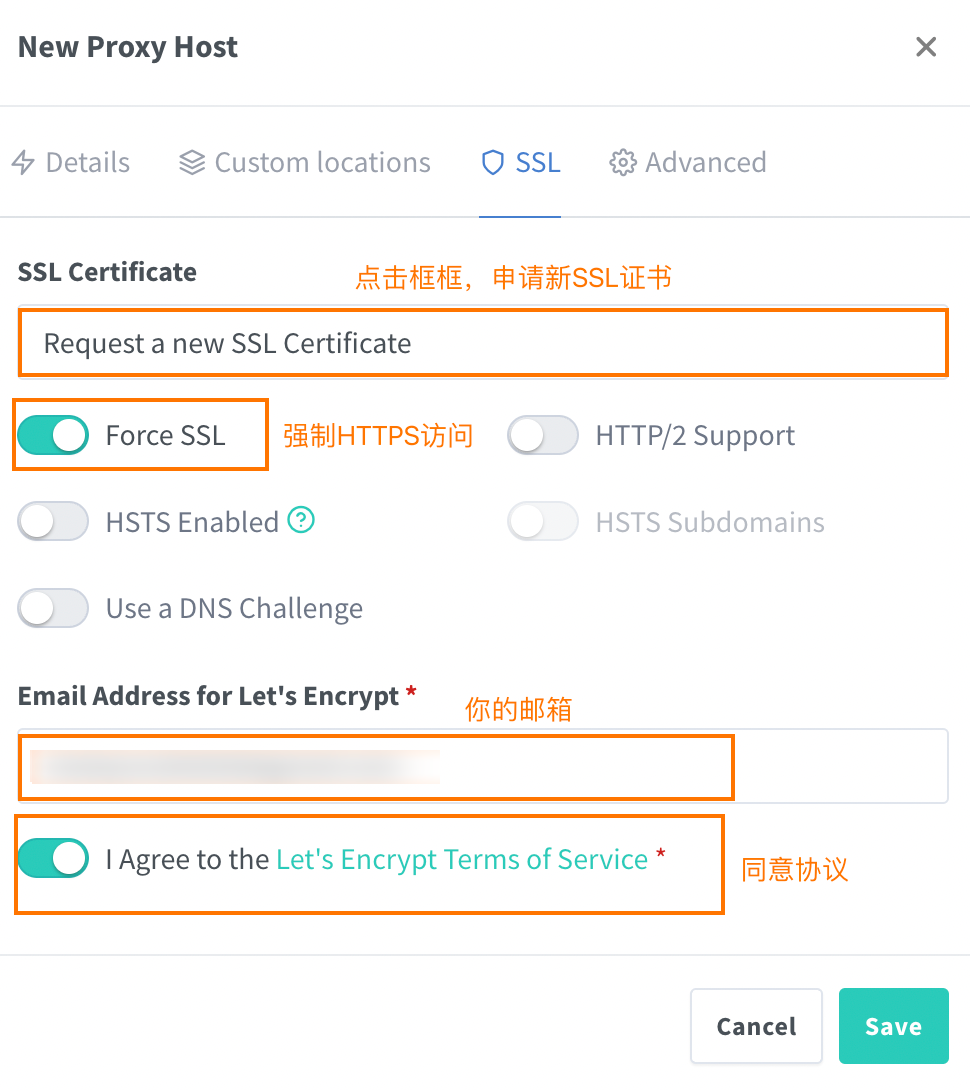 New Proxy Host
Details Custom locations SSL Advanced
SSL Certificate 点击框框，申请新SSL证书
Request a new SSL Certificate
Force SSL 强制HTTPS访问 HTTP/2 Support
HSTS Enabled HSTS Subdomains
Use a DNS Challenge
Email Address for Let's Encrypt * 你的邮箱
I Agree to the Let's Encrypt Terms of Service * 同意协议
Cancel Save